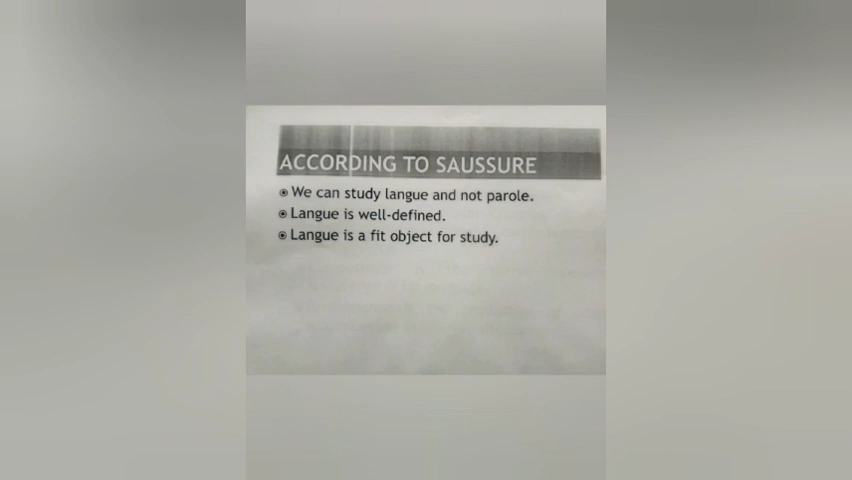 ACCORDING TO SAUSSURE
We can study langue and not parole.
Langue is well-defined.
Langue is a fit object for study.